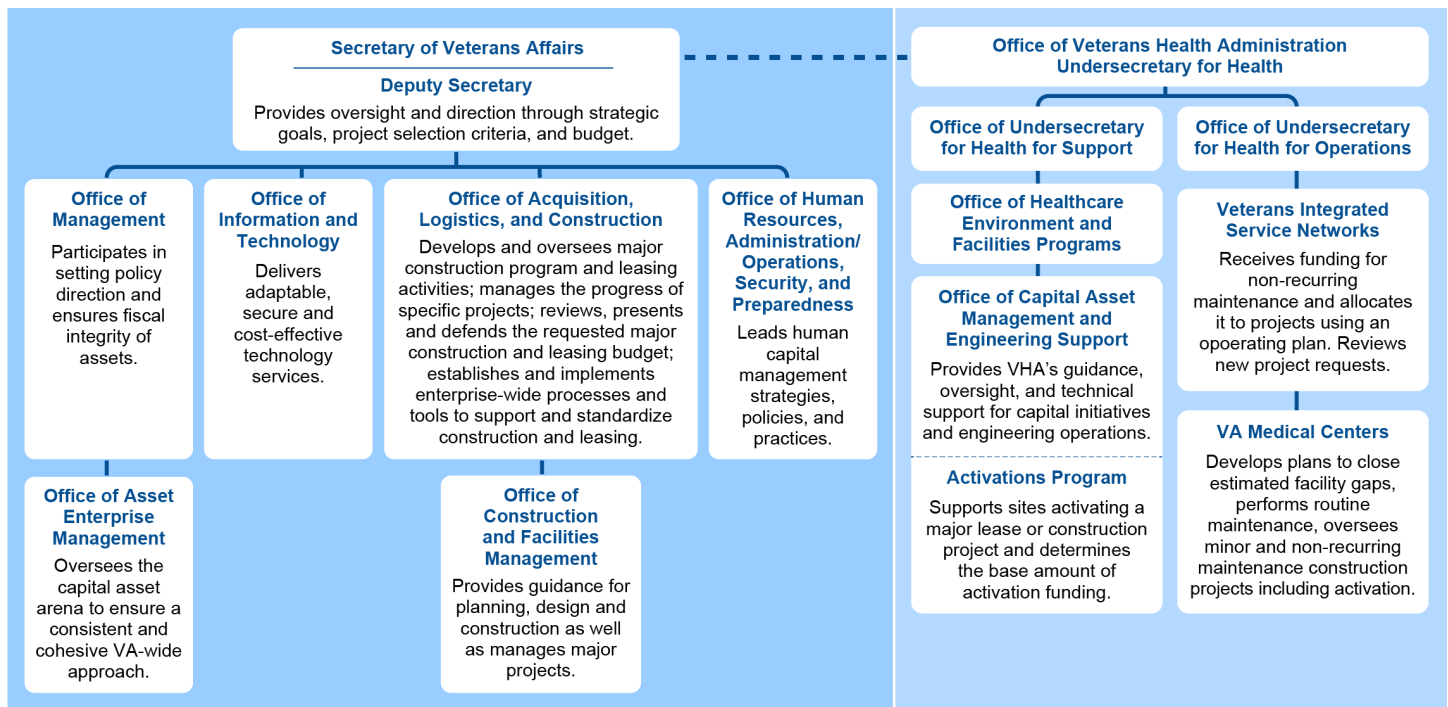 Secretary of Veterans Affairs
Deputy Secretary
Provides oversight and direction through strategic
goals, project selection criteria, and budget.
Office of
Management
Participates in
setting policy
direction and
ensures fiscal
integrity of
assets.
Office of
Information and
Technology
Delivers
adaptable,
secure and
cost-effective
technology
services.
Office of Acquisition,
Logistics, and Construction
Develops and oversees major
construction program and leasing
activities; manages the progress of
specific projects; reviews, presents
and defends the requested major
construction and leasing budget;
establishes and implements
enterprise-wide processes and
tools to support and standardize
construction and leasing.
Office of Human
Resources,
Administration/
Operations,
Security, and
Preparedness
Leads human
capital
management
strategies,
policies, and
practices.
Office of Asset
Enterprise
Management
Oversees the
capital asset
arena to ensure a
consistent and
cohesive VA-wide
approach.
Office of
Construction
and Facilities
Management
Provides guidance for
planning, design and
construction as well
as manages major
projects.
Office of Veterans Health Administration
Undersecretary for Health
Office of Undersecretary
for Health for Support
Office of Healthcare
Environment and
Facilities Programs
Office of Capital Asset
Management and
Engineering Support
Provides VHA's guidance,
oversight, and technical
support for capital initiatives
and engineering operations.
Activations Program
Supports sites activating a
major lease or construction
project and determines
the base amount of
activation funding.
Office of Undersecretary
for Health for Operations
Veterans Integrated
Service Networks
Receives funding for
non-recurring
maintenance and allocates
it to projects using an
opoerating plan. Reviews
new project requests.
VA Medical Centers
Develops plans to close
estimated facility gaps,
performs routine
maintenance, oversees
minor and non-recurring
maintenance construction
projects including activation.